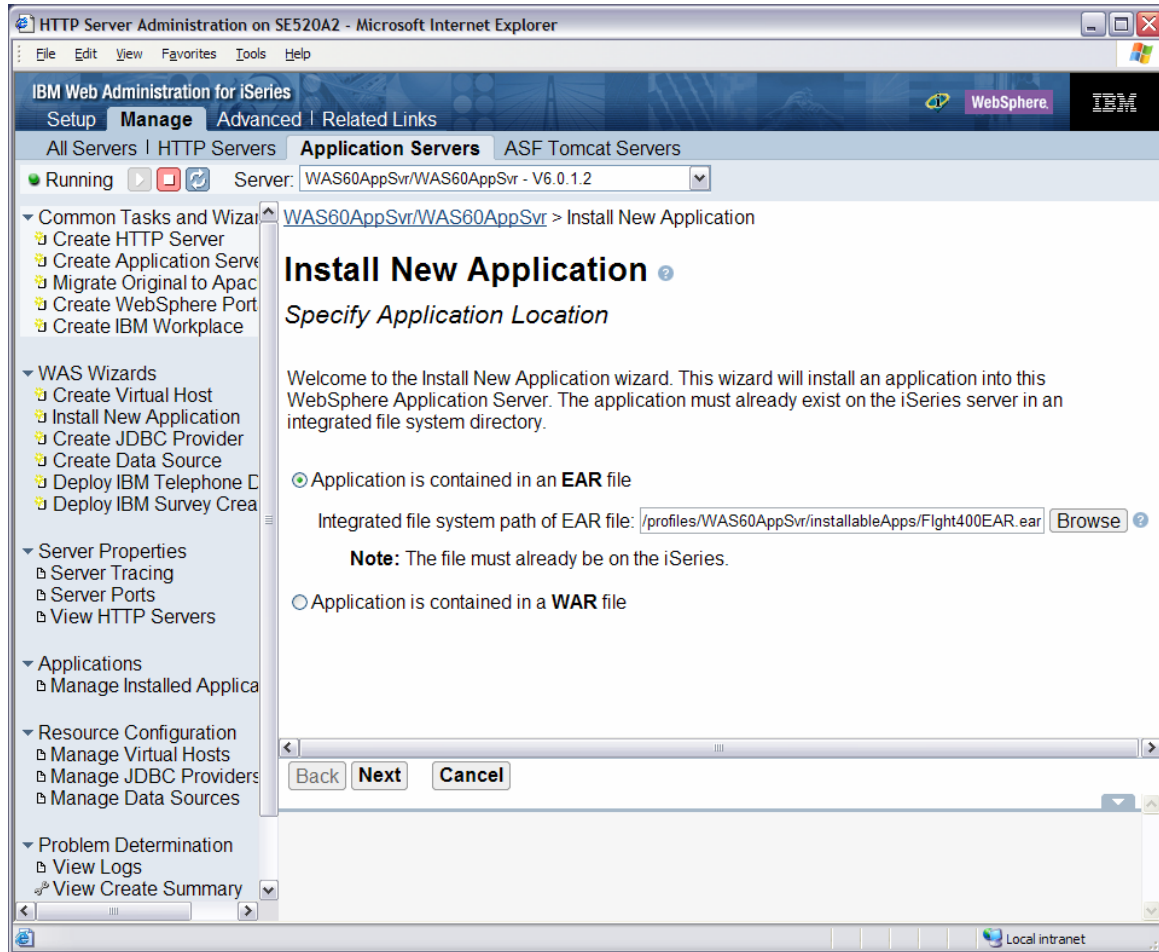 HTTP Server Administration on SE520A2 - Microsoft Internet Explorer
File Edit View Favorites Tools Help
IBM Web Administration for iSeries
WebSphere. IBM
Setup Manage Advanced | Related Links
All Servers | HTTP Servers Application Servers ASF Tomcat Servers
Running Server: WAS60AppSvr/WAS60AppSvr - V6.0.1.2
Common Tasks and Wizar
Create HTTP Server
Create Application Serve
Migrate Original to Apac
Create WebSphere Port
Create IBM Workplace
WAS Wizards
Create Virtual Host
Install New Application
Create JDBC Provider
Create Data Source
Deploy IBM Telephone D
Deploy IBM Survey Crea
Server Properties
Server Tracing
Server Ports
View HTTP Servers
Applications
Manage Installed Applica
Resource Configuration
Manage Virtual Hosts
Manage JDBC Providers
Manage Data Sources
Problem Determination
View Logs
View Create Summary
WAS60AppSvr/WAS60AppSvr > Install New Application
Install New Application
Specify Application Location
Welcome to the Install New Application wizard. This wizard will install an application into this
WebSphere Application Server. The application must already exist on the iSeries server in an
integrated file system directory.
Application is contained in an EAR file
Integrated file system path of EAR file: /profiles/WAS60AppSvr/installableApps/Flght400EAR.ear Browse
Note: The file must already be on the iSeries.
Application is contained in a WAR file
Back Next Cancel
Local intranet